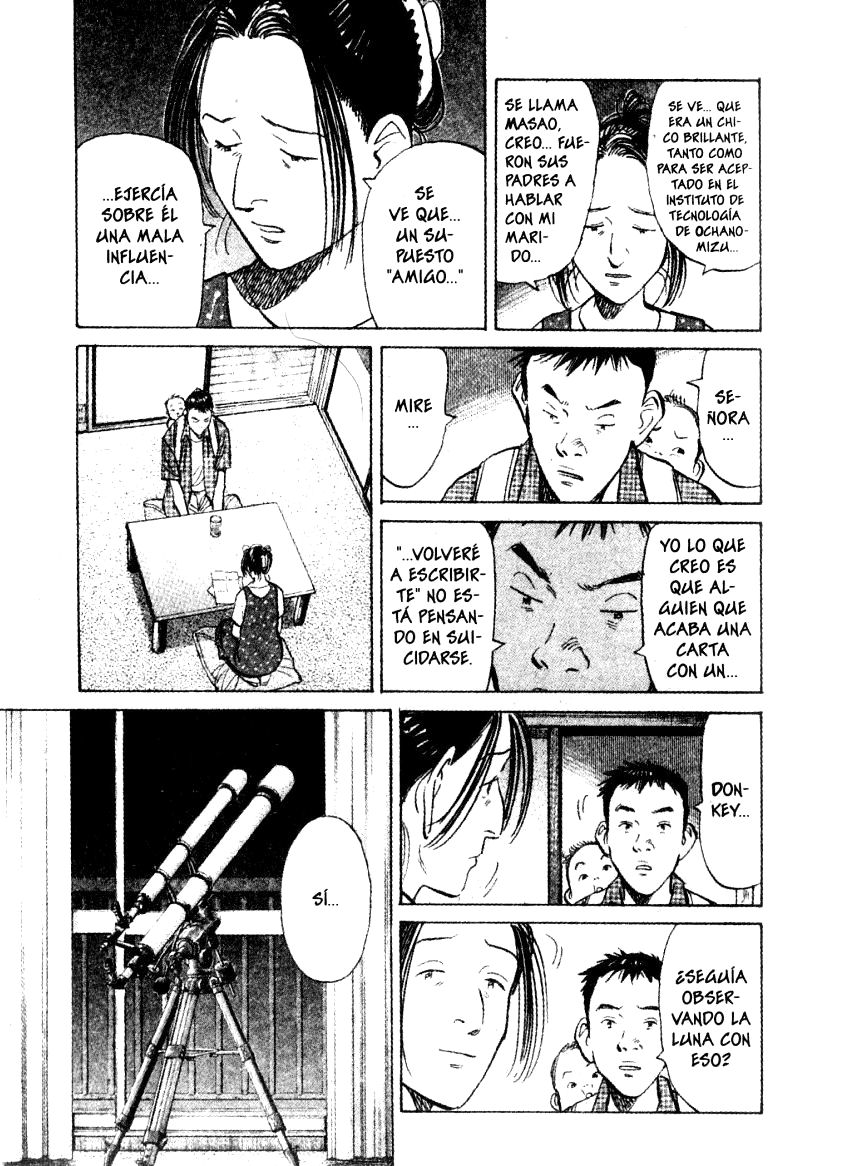 SE VE... QUE
ERA UN CHI-
CO BRILLANTE,
TANTO COMO
PARA SER ACEP-
TADO EN EL
INSTITUTO DE
TECNOLOGÍA
DE OCHANO-
MIZU...
SE LLAMA
MASAO,
CREO... FUE-
RON SUS
PADRES A
HABLAR
CON MI
MARI-
DO...
SE
VE QUE...
UN SU-
PUESTO
"AMIGO..."
...EJERCÍA
SOBRE ÉL
UNA MALA
INFLUEN-
CIA...
SE-
ÑORA
...
MIRE
...
YO LO QUE
CREO ES
QUE AL-
GUIEN QUE
ACABA UNA
CARTA
CON UN...
"...VOLVERÉ
A ESCRIBIR-
TE" NO ES-
TÁ PENSAN-
DO EN SUI-
CIDARSE.
DON-
KEY...
¿SEGUÍA
OBSER-
VANDO LA
LUNA CON
ESO?
SÍ...